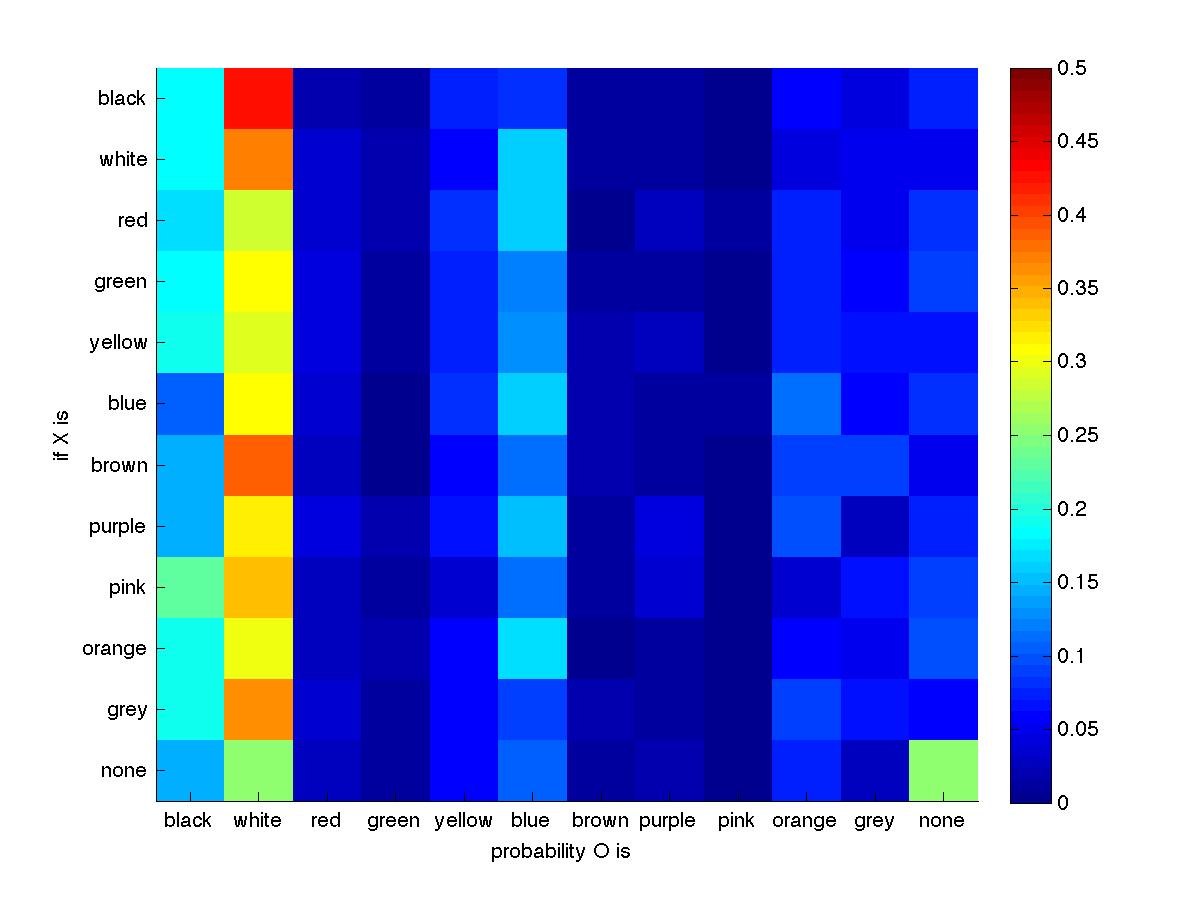 black
white
red
green
yellow
blue
brown
purple
pink
orange
grey
none
if X is
black white red green yellow blue brown purple pink orange grey none
probability O is
0.5
0.45
0.4
0.35
0.3
0.25
0.2
0.15
0.1
0.05
0